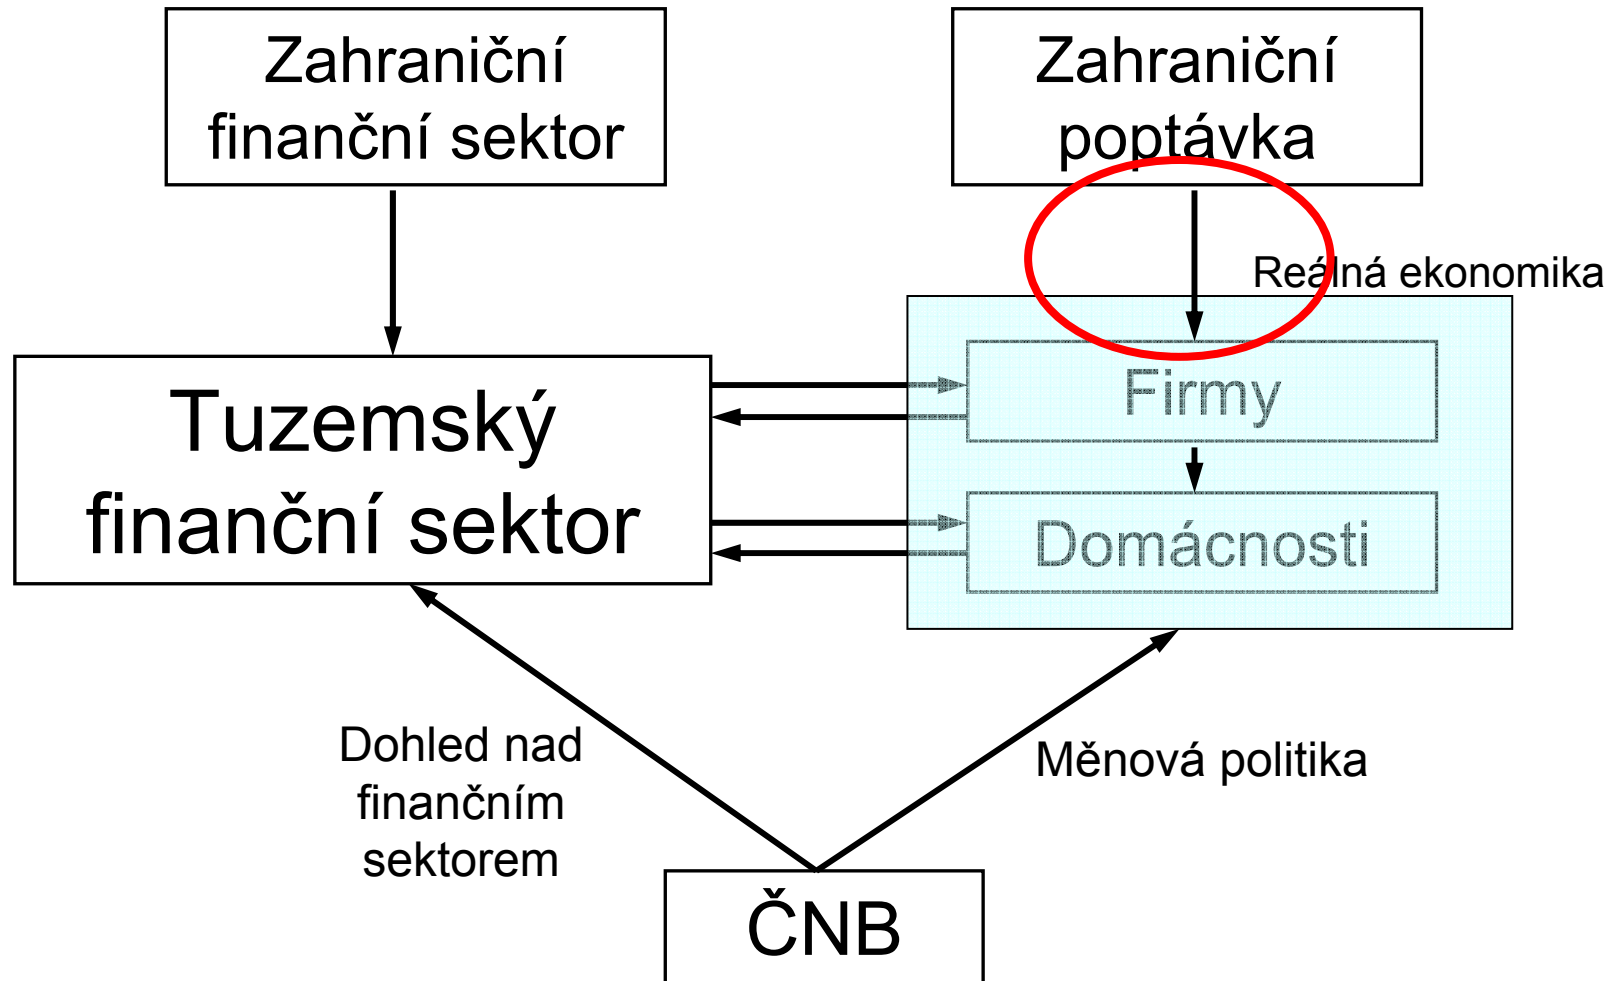 Zahraniční
finanční sektor
Zahraniční
poptávka
Reálná ekonomika
Tuzemský
finanční sektor
Firmy
Domácnosti
Dohled nad
finančním
sektorem
Měnová politika
ČNB